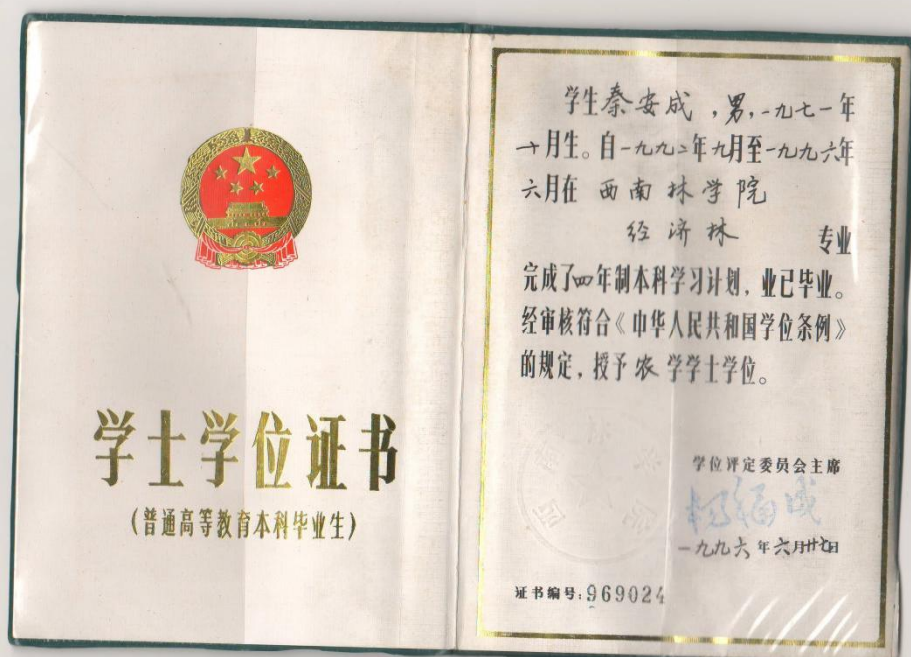 学士学位证书
(普通高等教育本科毕业生)
学生秦安成,男,一九七一年
十月生。自一九九二年九月至一九九六年
六月在 西南林学院
经济林 专业
完成了四年制本科学习计划,业已毕业。
经审核符合《中华人民共和国学位条例》
的规定,授予农学学士学位。
学位评定委员会主席
一九九六年六月廿七日
证书编号:969024